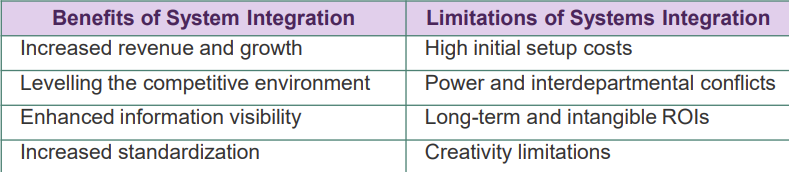 Benefits of System Integration Limitations of Systems Integration
Increased revenue and growth High initial setup costs
Levelling the competitive environment Power and interdepartmental conflicts
Enhanced information visibility Long-term and intangible ROIs
Increased standardization Creativity limitations